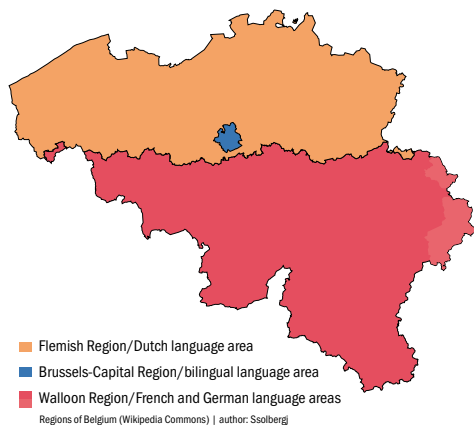 Flemish Region/Dutch language area
Brussels-Capital Region/bilingual language area
Walloon Region/French and German language areas
Regions of Belgium (Wikipedia Commons) | author: Ssolbergj